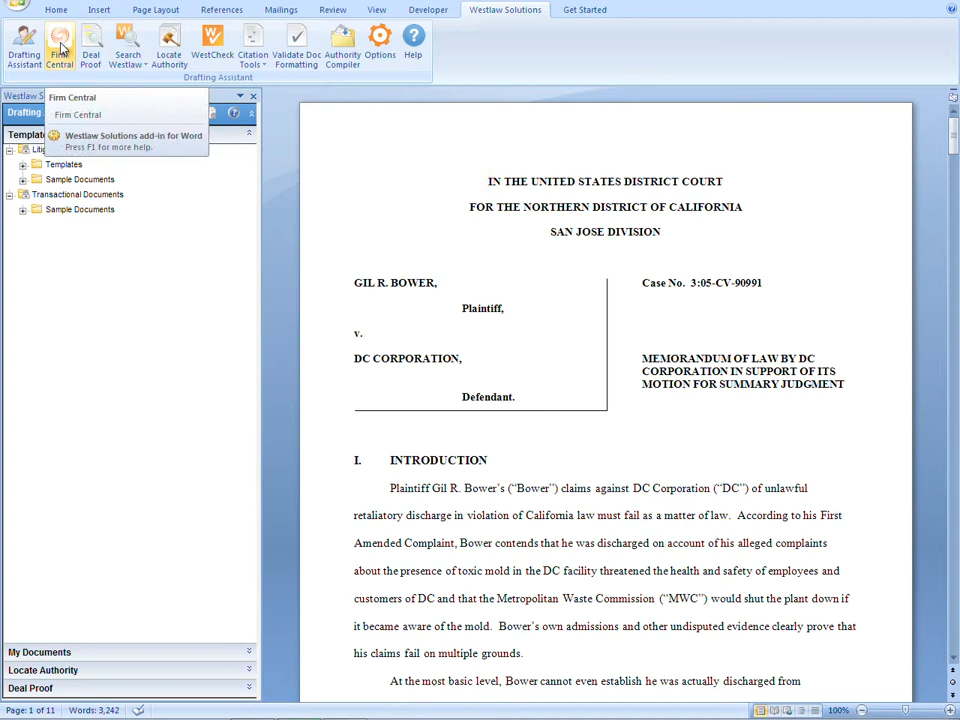 Home Insert Page Layout References Mailings Review View Developer Westlaw Solutions Get Started
Drafting Assistant
Firm Central
Deal Proof
Search Westlaw
Locate Authority
WestCheck
Citation Tools
Validate Doc Formatting
Authority Compiler
Options
Help
Drafting Assistant
Westlaw S
Firm Central
Drafting
Firm Central
Templat
Westlaw Solutions add-in for Word
Press F1 for more help.
Liti
Templates
Sample Documents
Transactional Documents
Sample Documents
My Documents
Locate Authority
Deal Proof
IN THE UNITED STATES DISTRICT COURT
FOR THE NORTHERN DISTRICT OF CALIFORNIA
SAN JOSE DIVISION
GIL R. BOWER,
Plaintiff,
v.
DC CORPORATION,
Defendant.
Case No. 3:05-CV-90991
MEMORANDUM OF LAW BY DC
CORPORATION IN SUPPORT OF ITS
MOTION FOR SUMMARY JUDGMENT
I. INTRODUCTION
Plaintiff Gil R. Bower’s (“Bower”) claims against DC Corporation (“DC”) of unlawful
retaliatory discharge in violation of California law must fail as a matter of law. According to his First
Amended Complaint, Bower contends that he was discharged on account of his alleged complaints
about the presence of toxic mold in the DC facility threatened the health and safety of employees and
customers of DC and that the Metropolitan Waste Commission (“MWC”) would shut the plant down if
it became aware of the mold. Bower’s own admissions and other undisputed evidence clearly prove that
his claims fail on multiple grounds.
At the most basic level, Bower cannot even establish he was actually discharged from
Page: 1 of 11 Words: 3,242 100%